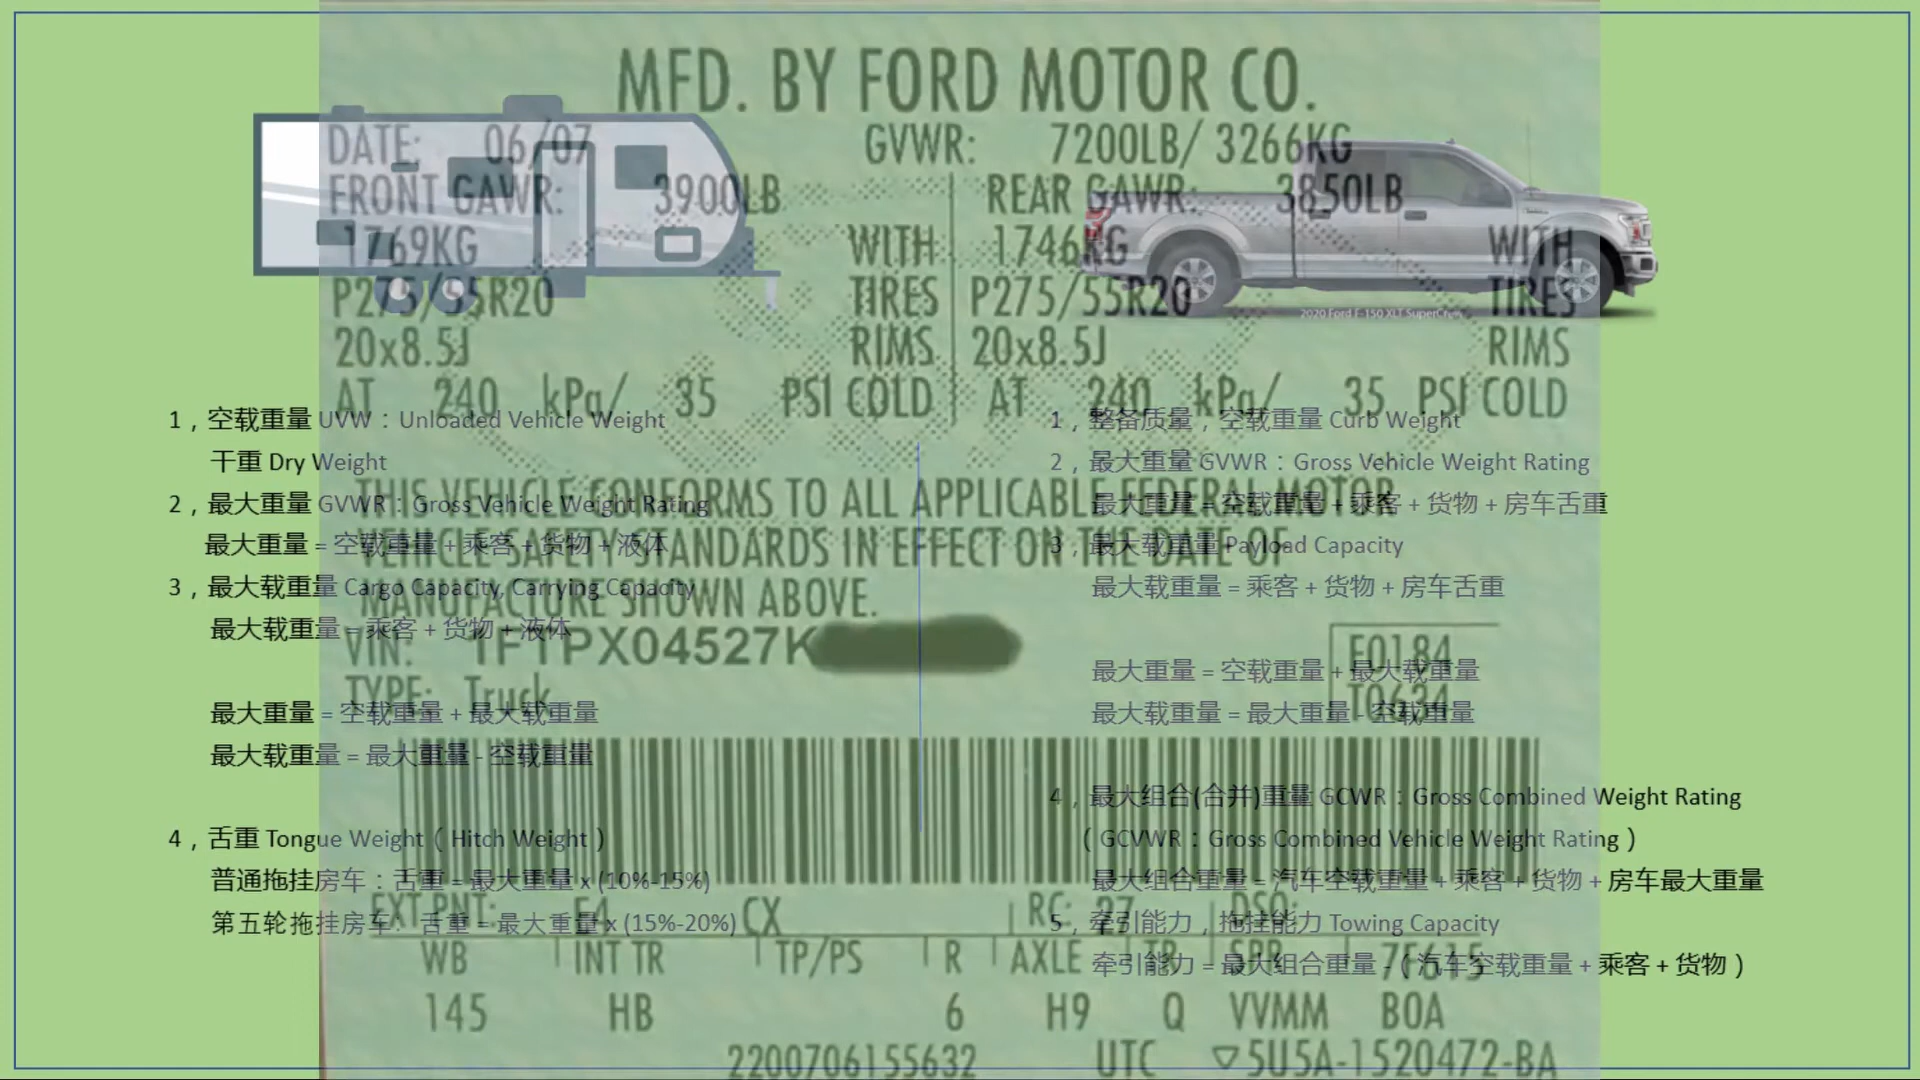 MFD. BY FORD MOTOR CO.
DATE: 06/07 GVWR: 7200LB/ 3266KG
FRONT GAWR: 3900LB REAR GAWR: 3850LB
1769KG WITH 1746KG WITH
P275/55R20 TIRES P275/55R20 TIRES
20x8.5J RIMS 20x8.5J RIMS
AT 240 kPa/ 35 PSI COLD AT 240 kPa/ 35 PSI COLD
THIS VEHICLE CONFORMS TO ALL APPLICABLE FEDERAL MOTOR
VEHICLE SAFETY STANDARDS IN EFFECT ON THE DATE OF
MANUFACTURE SHOWN ABOVE.
VIN: 1FTPX04527K
TYPE: Truck
F0184
T0634
EXT PNT: F4 CX RC: 27 DSO:
WB INT TR TP/PS R AXLE TR SPR 7F615
145 HB 6 H9 Q VVMM BOA
2200706155632 UTC ▽5U5A-1520472-BA
2020 Ford F-150 XLT SuperCrew
1，空载重量 UVW：Unloaded Vehicle Weight
干重 Dry Weight
2，最大重量 GVWR：Gross Vehicle Weight Rating
最大重量 = 空载重量 + 乘客 + 货物 + 液体
3，最大载重量 Cargo Capacity, Carrying Capacity
最大载重量 = 乘客 + 货物 + 液体
最大重量 = 空载重量 + 最大载重量
最大载重量 = 最大重量 - 空载重量
4，舌重 Tongue Weight（Hitch Weight）
普通拖挂房车：舌重 = 最大重量 x (10%-15%)
第五轮拖挂房车：舌重 = 最大重量 x (15%-20%)
1，整备质量，空载重量 Curb Weight
2，最大重量 GVWR：Gross Vehicle Weight Rating
最大重量 = 空载重量 + 乘客 + 货物 + 房车舌重
3，最大载重量 Payload Capacity
最大载重量 = 乘客 + 货物 + 房车舌重
最大重量 = 空载重量 + 最大载重量
最大载重量 = 最大重量 - 空载重量
4，最大组合(合并)重量 GCWR：Gross Combined Weight Rating
（GCVWR：Gross Combined Vehicle Weight Rating）
最大组合重量 = 汽车空载重量 + 乘客 + 货物 + 房车最大重量
5，牵引能力，拖挂能力 Towing Capacity
牵引能力 = 最大组合重量 -（汽车空载重量 + 乘客 + 货物）